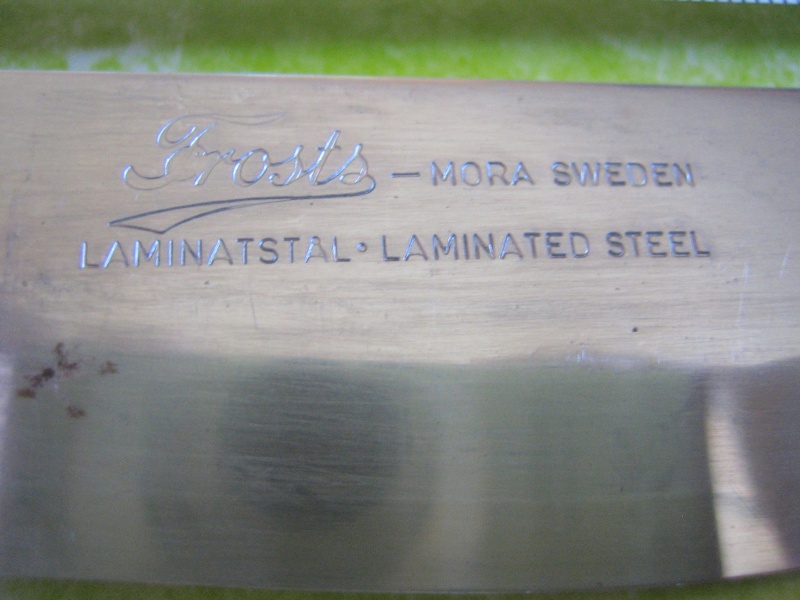 Frosts – MORA SWEDEN
LAMINATSTÅL · LAMINATED STEEL